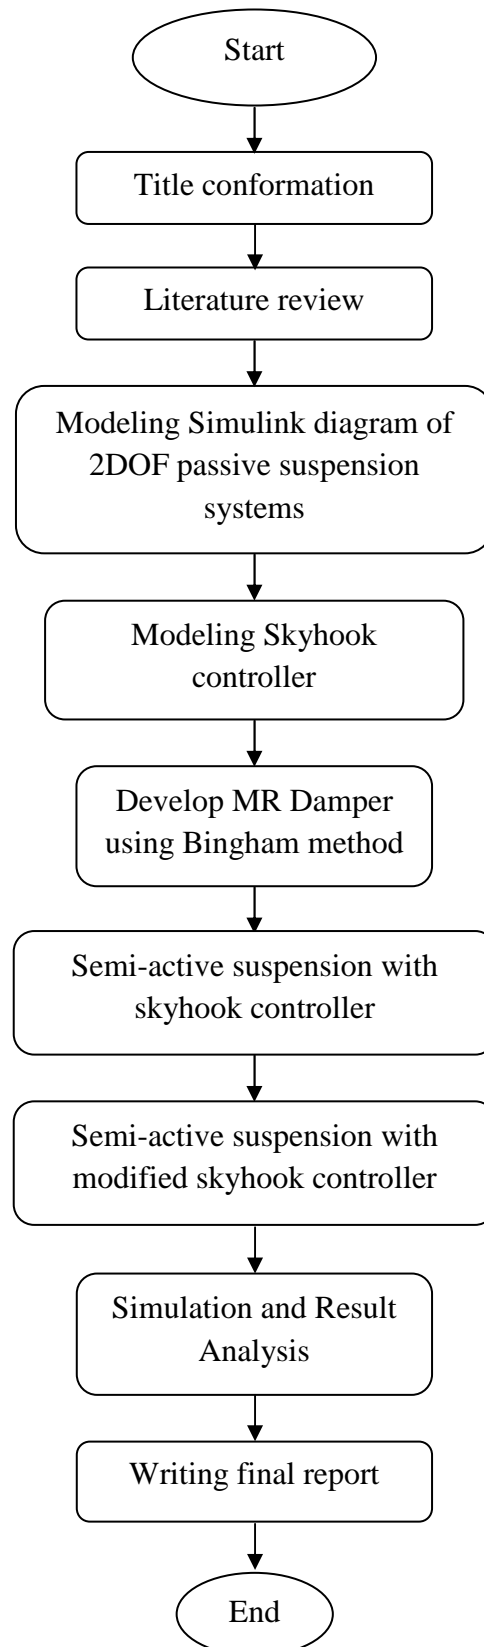 Start
Title conformation
Literature review
Modeling Simulink diagram of
2DOF passive suspension
systems
Modeling Skyhook
controller
Develop MR Damper
using Bingham method
Semi-active suspension with
skyhook controller
Semi-active suspension with
modified skyhook controller
Simulation and Result
Analysis
Writing final report
End